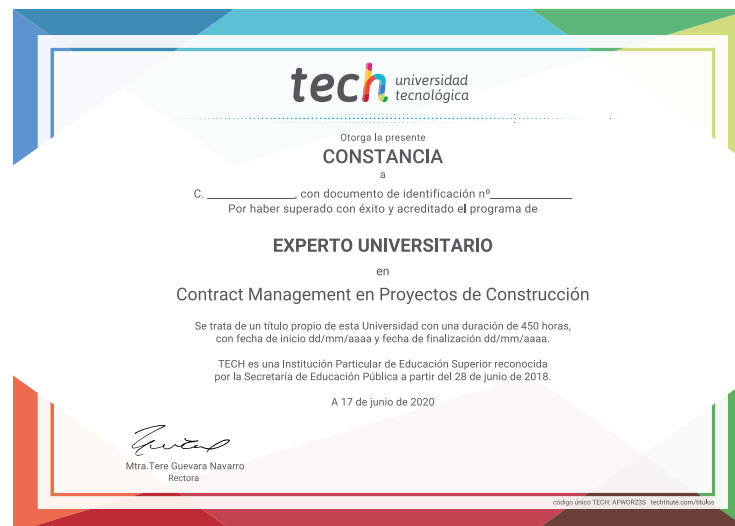 tech universidad
tecnológica
Otorga la presente
CONSTANCIA
a
C. ________________, con documento de identificación nº______________
Por haber superado con éxito y acreditado el programa de
EXPERTO UNIVERSITARIO
en
Contract Management en Proyectos de Construcción
Se trata de un título propio de esta Universidad con una duración de 450 horas,
con fecha de inicio dd/mm/aaaa y fecha de finalización dd/mm/aaaa.
TECH es una Institución Particular de Educación Superior reconocida
por la Secretaría de Educación Pública a partir del 28 de junio de 2018.
A 17 de junio de 2020
Mtra.Tere Guevara Navarro
Rectora
código único TECH: AFWOR23S techtitute.com/titulos